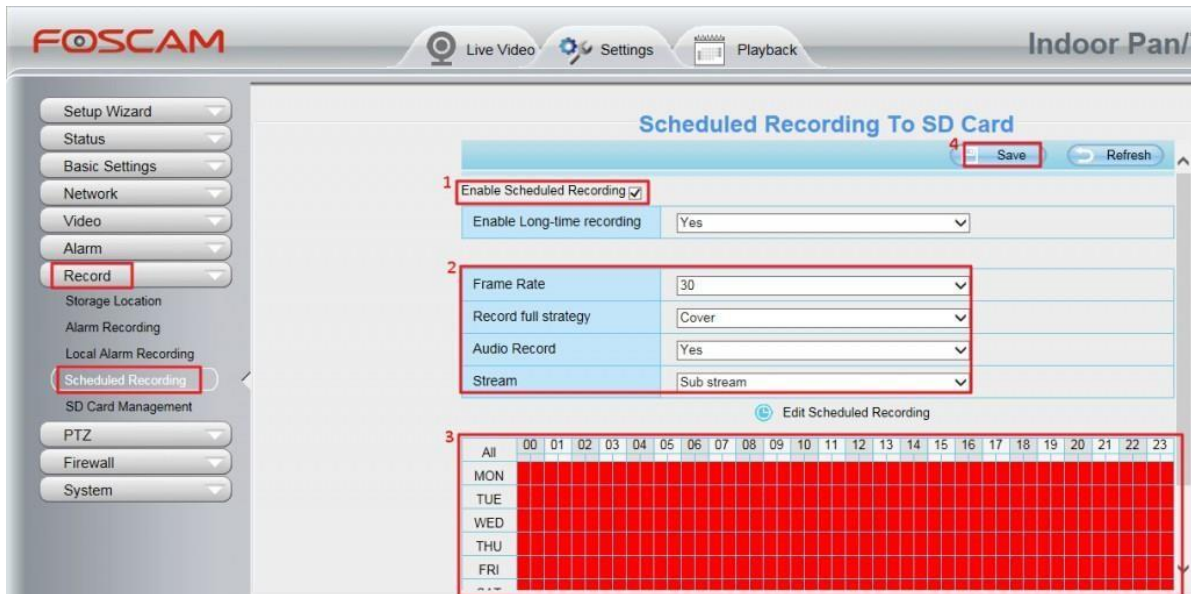 FOSCAM
Live Video
Settings
Playback
Indoor Pan/
Setup Wizard
Status
Basic Settings
Network
Video
Alarm
Record
Storage Location
Alarm Recording
Local Alarm Recording
Scheduled Recording
SD Card Management
PTZ
Firewall
System
Scheduled Recording To SD Card
4 Save Refresh
1 Enable Scheduled Recording
Enable Long-time recording Yes
2
Frame Rate 30
Record full strategy Cover
Audio Record Yes
Stream Sub stream
Edit Scheduled Recording
3
All 00 01 02 03 04 05 06 07 08 09 10 11 12 13 14 15 16 17 18 19 20 21 22 23
MON
TUE
WED
THU
FRI
SAT